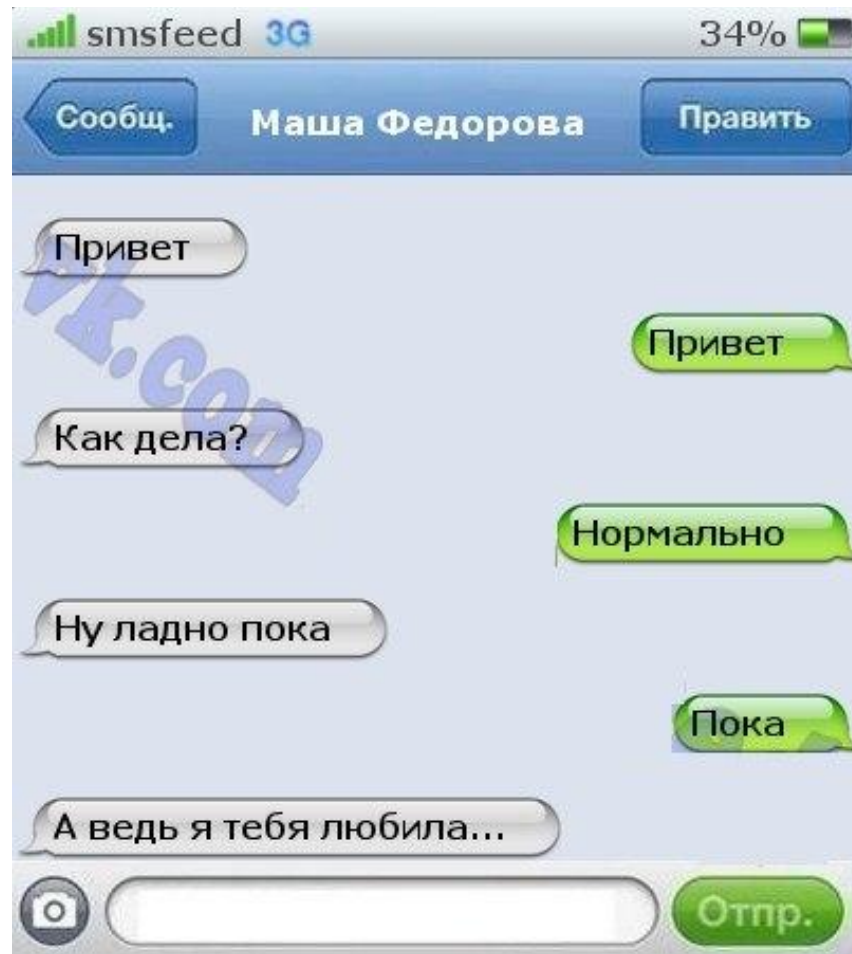 smsfeed 3G 34%
Сообщ. Маша Федорова Править
Привет
vk.com
Привет
Как дела?
Нормально
Ну ладно пока
Пока
А ведь я тебя любила...
Отпр.